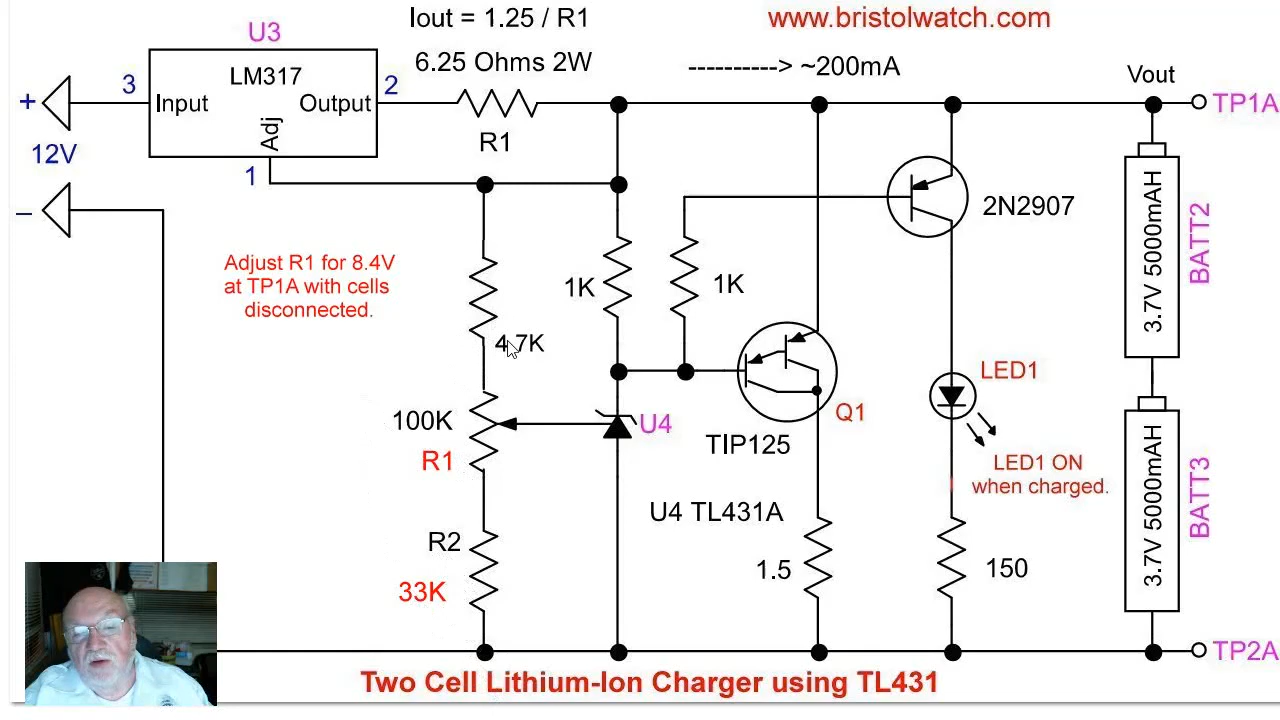 Iout = 1.25 / R1
www.bristolwatch.com
U3
6.25 Ohms 2W
----------> ~200mA
LM317
Vout
3
2
+
Input
Output
TP1A
Adj
R1
12V
1
–
2N2907
3.7V 5000mAH
BATT2
Adjust R1 for 8.4V
at TP1A with cells
disconnected.
1K
1K
4.7K
LED1
100K
U4
Q1
R1
TIP125
LED1 ON
when charged.
3.7V 5000mAH
BATT3
U4 TL431A
R2
1.5
150
33K
TP2A
Two Cell Lithium-Ion Charger using TL431